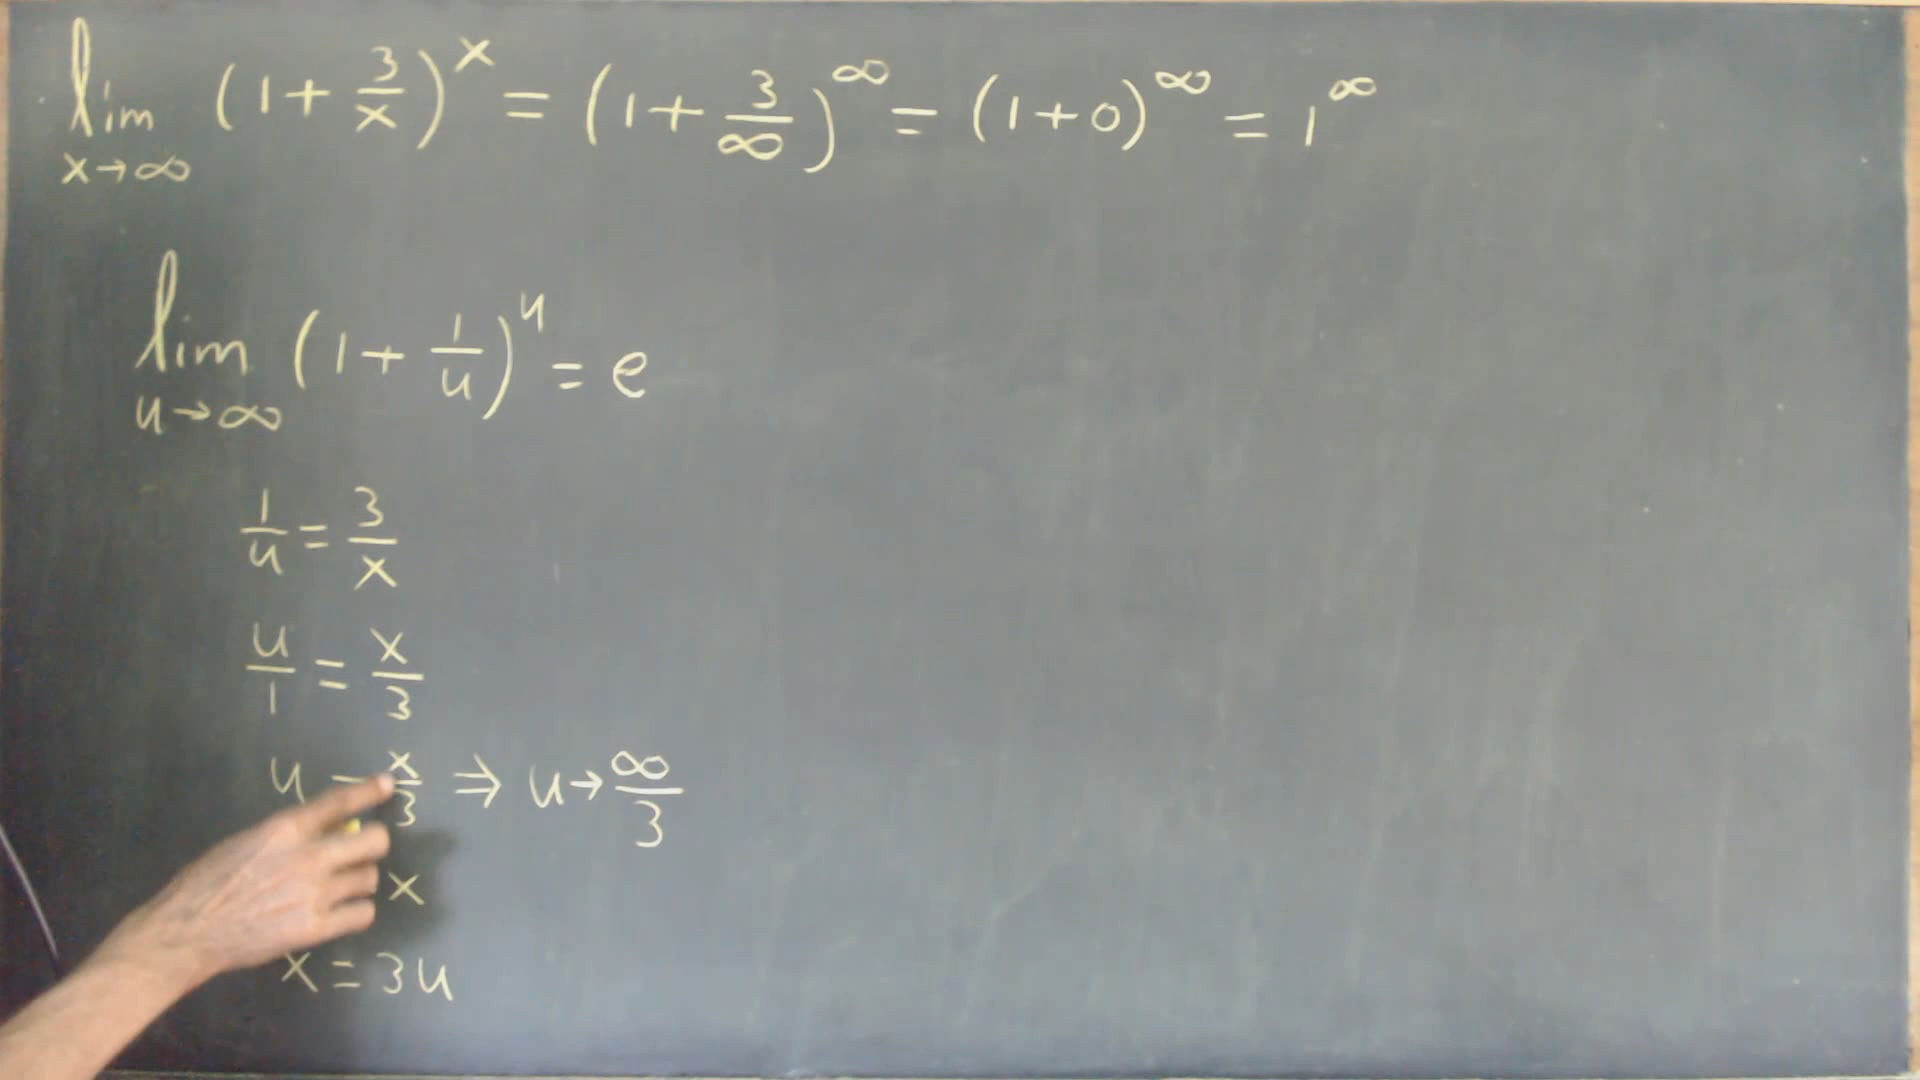 lim x→∞ (1 + 3/x)^x = (1 + 3/∞)^∞ = (1+0)^∞ = 1^∞
lim u→∞ (1 + 1/u)^u = e
1/u = 3/x
u/1 = x/3
u = x/3 ⇒ u → ∞/3
x
x = 3u